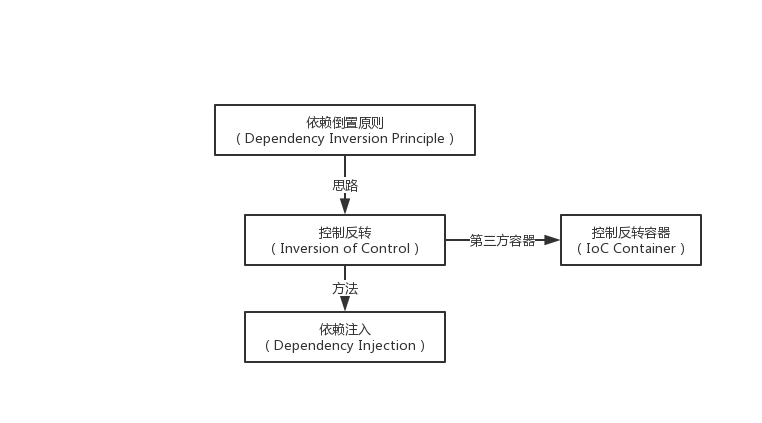 依赖倒置原则
（Dependency Inversion Principle）
思路
控制反转
（Inversion of Control）
第三方容器
控制反转容器
（IoC Container）
方法
依赖注入
（Dependency Injection）